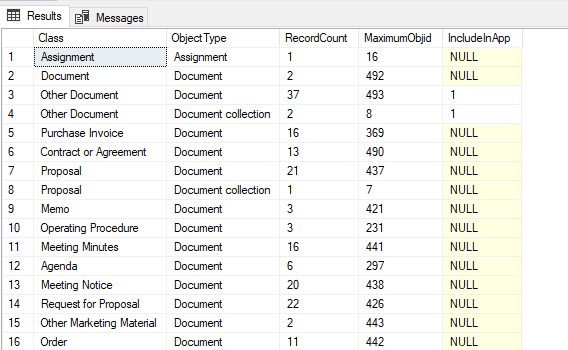 Results Messages
Class ObjectType RecordCount MaximumObjid IncludeInApp
1 Assignment Assignment 1 16 NULL
2 Document Document 2 492 NULL
3 Other Document Document 37 493 1
4 Other Document Document collection 2 8 1
5 Purchase Invoice Document 16 369 NULL
6 Contract or Agreement Document 13 490 NULL
7 Proposal Document 21 437 NULL
8 Proposal Document collection 1 7 NULL
9 Memo Document 3 421 NULL
10 Operating Procedure Document 3 231 NULL
11 Meeting Minutes Document 16 441 NULL
12 Agenda Document 6 297 NULL
13 Meeting Notice Document 20 438 NULL
14 Request for Proposal Document 22 426 NULL
15 Other Marketing Material Document 2 443 NULL
16 Order Document 11 442 NULL